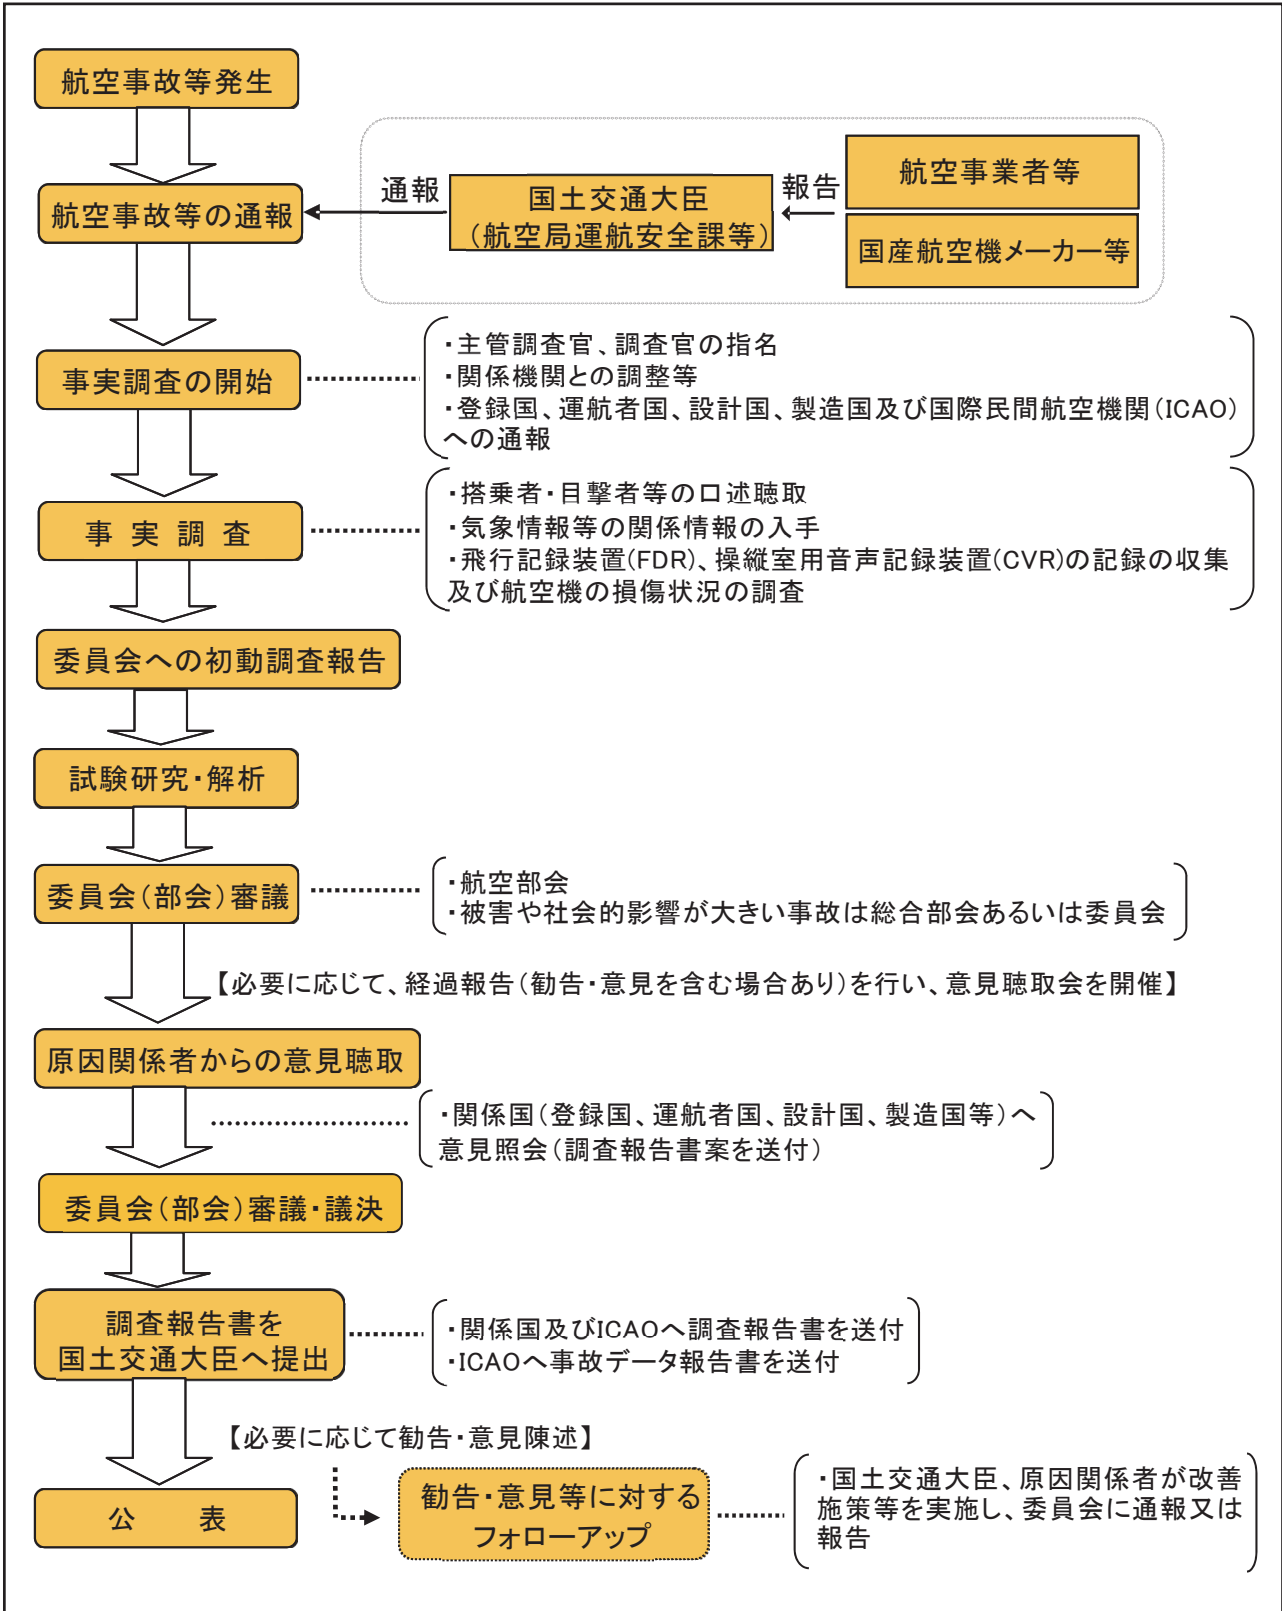 航空事故等発生
航空事業者等
通報
国土交通大臣
(航空局運航安全課等)
報告
航空事故等の通報
国産航空機メーカー等
・主管調査官、調査官の指名
・関係機関との調整等
・登録国、運航者国、設計国、製造国及び国際民間航空機関(ICAO)
への通報
事実調査の開始
・搭乗者・目撃者等の口述聴取
・気象情報等の関係情報の入手
・飛行記録装置(FDR)、操縦室用音声記録装置(CVR)の記録の収集
及び航空機の損傷状況の調査
事 実 調 査
委員会への初動調査報告
試験研究・解析
委員会(部会)審議
・航空部会
・被害や社会的影響が大きい事故は総合部会あるいは委員会
【必要に応じて、経過報告(勧告・意見を含む場合あり)を行い、意見聴取会を開催】
原因関係者からの意見聴取
・関係国(登録国、運航者国、設計国、製造国等)へ
意見照会(調査報告書案を送付)
委員会(部会)審議・議決
調査報告書を
国土交通大臣へ提出
・関係国及びICAOへ調査報告書を送付
・ICAOへ事故データ報告書を送付
【必要に応じて勧告・意見陳述】
公 表
勧告・意見等に対する
フォローアップ
・国土交通大臣、原因関係者が改善
施策等を実施し、委員会に通報又は
報告